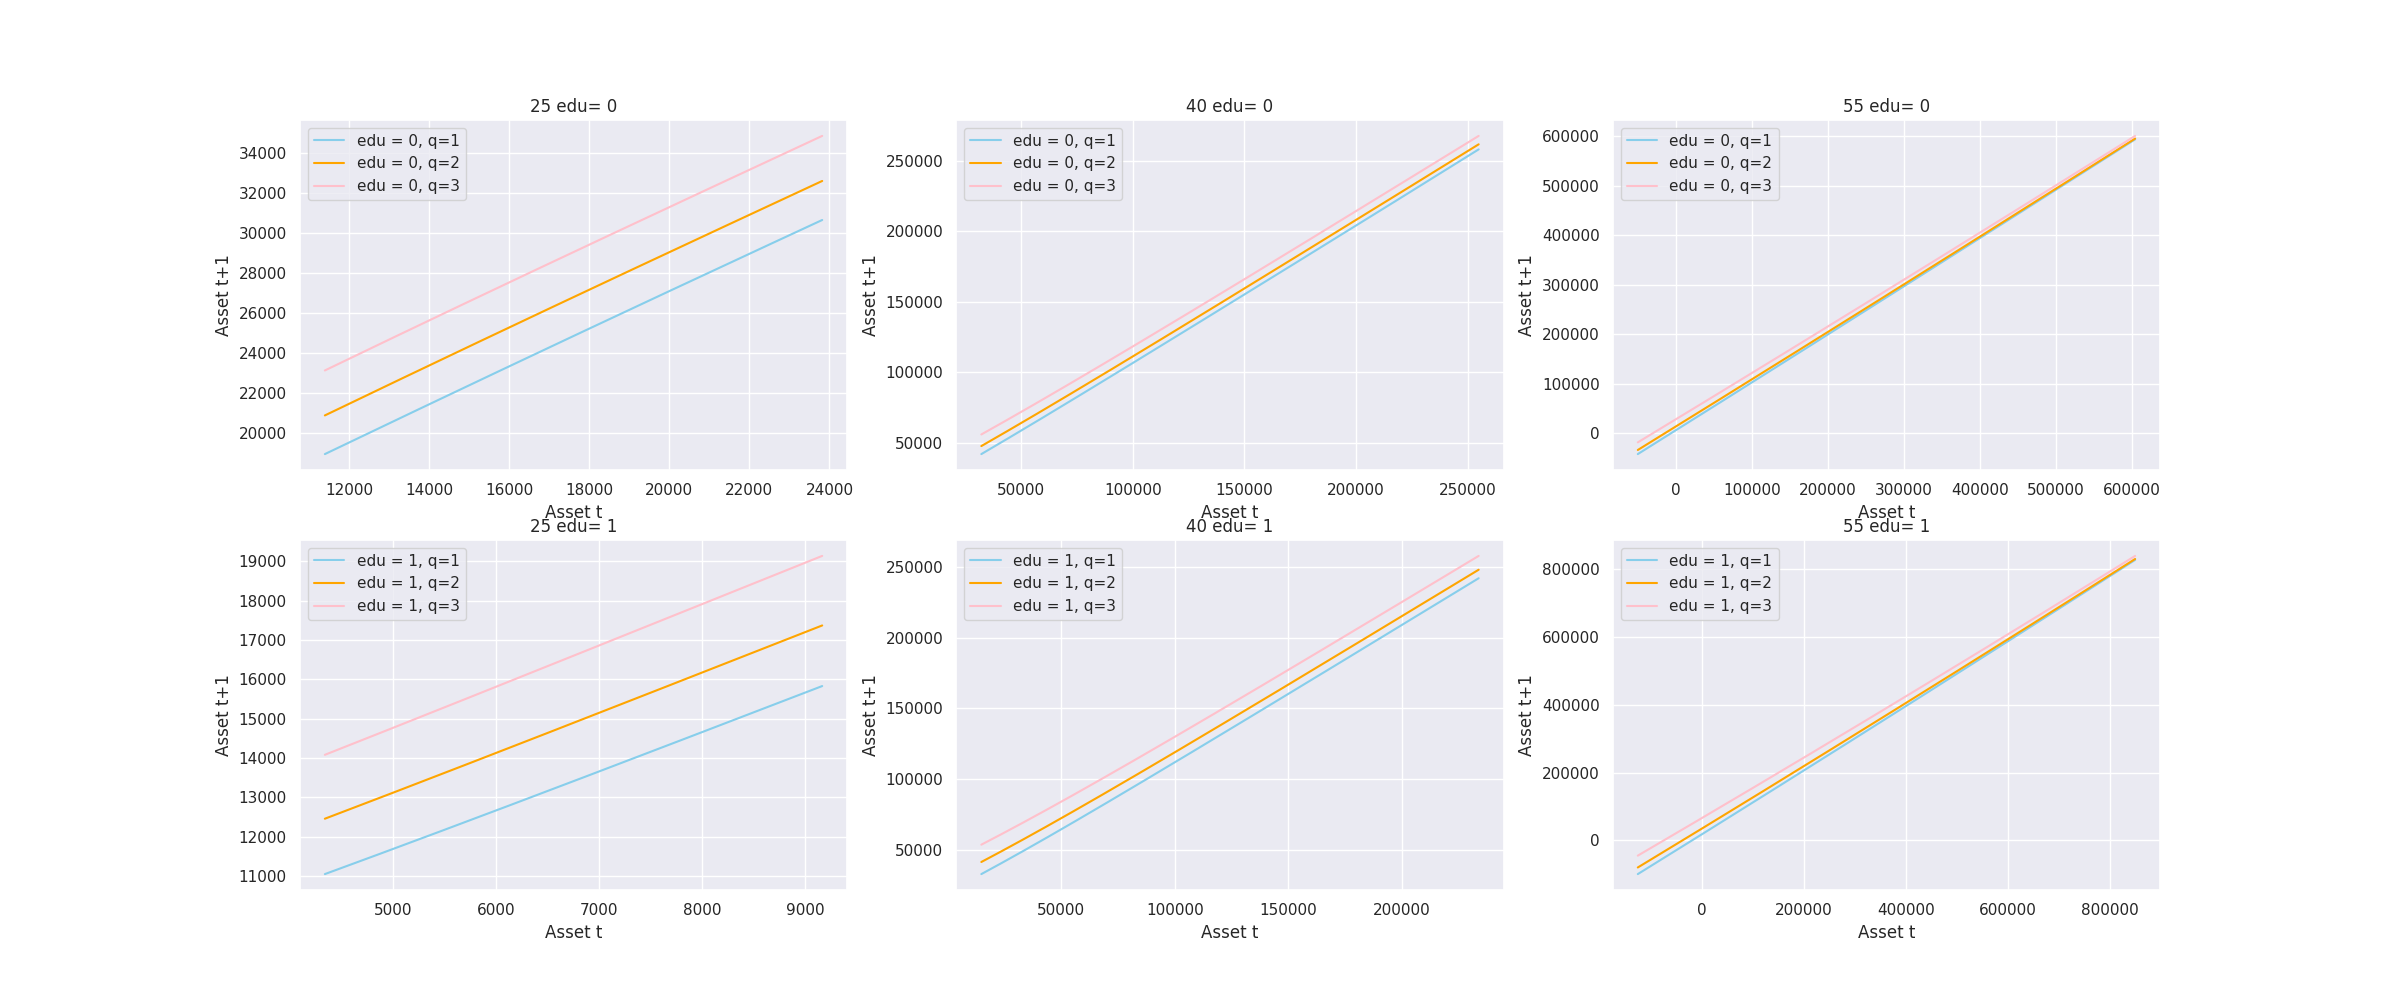 25 edu= 0
edu = 0, q=1
edu = 0, q=2
edu = 0, q=3
34000
32000
30000
28000
26000
24000
22000
20000
Asset t+1
12000 14000 16000 18000 20000 22000 24000
Asset t
40 edu= 0
edu = 0, q=1
edu = 0, q=2
edu = 0, q=3
250000
200000
150000
100000
50000
Asset t+1
50000 100000 150000 200000 250000
Asset t
55 edu= 0
edu = 0, q=1
edu = 0, q=2
edu = 0, q=3
600000
500000
400000
300000
200000
100000
0
Asset t+1
0 100000 200000 300000 400000 500000 600000
Asset t
25 edu= 1
edu = 1, q=1
edu = 1, q=2
edu = 1, q=3
19000
18000
17000
16000
15000
14000
13000
12000
11000
Asset t+1
5000 6000 7000 8000 9000
Asset t
40 edu= 1
edu = 1, q=1
edu = 1, q=2
edu = 1, q=3
250000
200000
150000
100000
50000
Asset t+1
50000 100000 150000 200000
Asset t
55 edu= 1
edu = 1, q=1
edu = 1, q=2
edu = 1, q=3
800000
600000
400000
200000
0
Asset t+1
0 200000 400000 600000 800000
Asset t